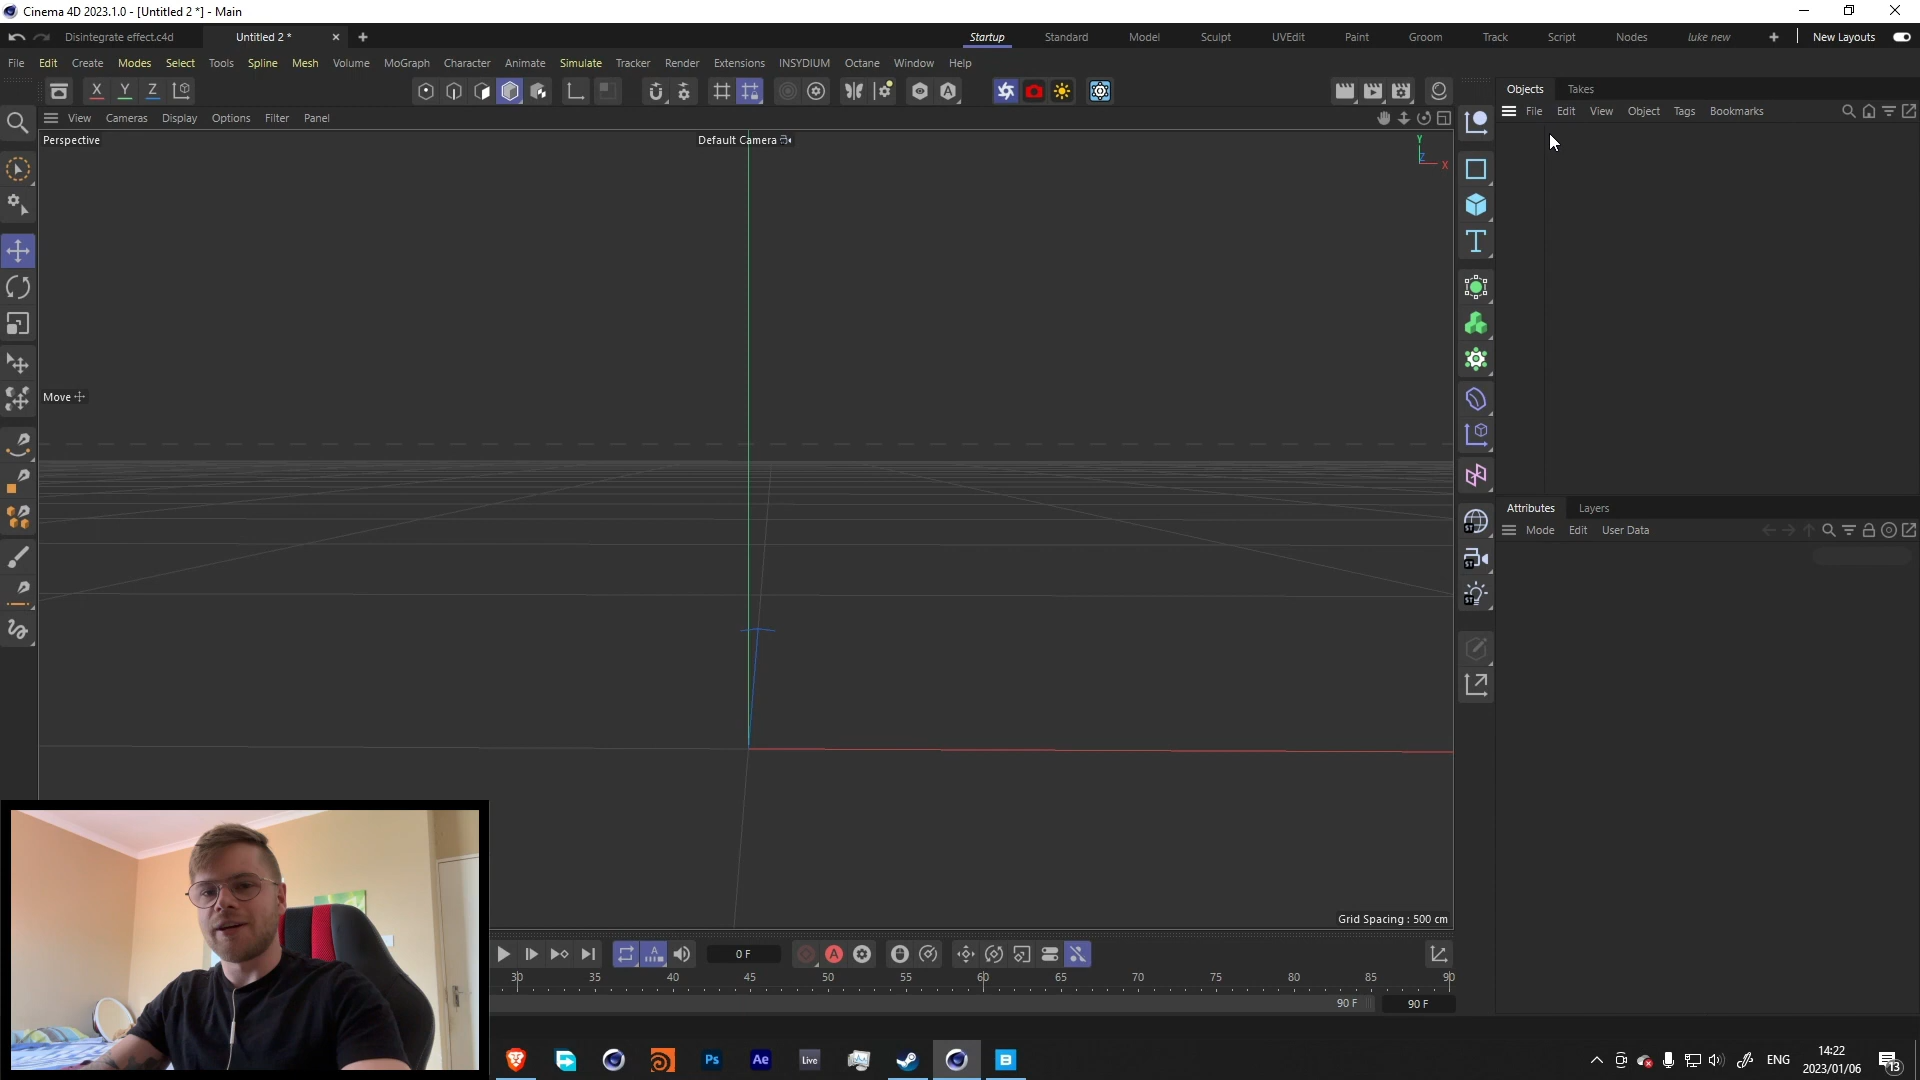 Cinema 4D 2023.1.0 - [Untitled 2 *] - Main
Disintegrate effect.c4d
Untitled 2 *
Startup
Standard
Model
Sculpt
UVEdit
Paint
Groom
Track
Script
Nodes
luke new
New Layouts
File Edit Create Modes Select Tools Spline Mesh Volume MoGraph Character Animate Simulate Tracker Render Extensions INSYDIUM Octane Window Help
X Y Z
Objects Takes
View Cameras Display Options Filter Panel
File Edit View Object Tags Bookmarks
Perspective
Default Camera
Y
Z
X
Move
Attributes Layers
Mode Edit User Data
ST
ST
ST
Grid Spacing : 500 cm
0 F
A
30 35 40 45 50 55 60 65 70 75 80 85 90
90 F
90 F
Ps
Ae
Live
B
ENG
14:22
2023/01/06
13